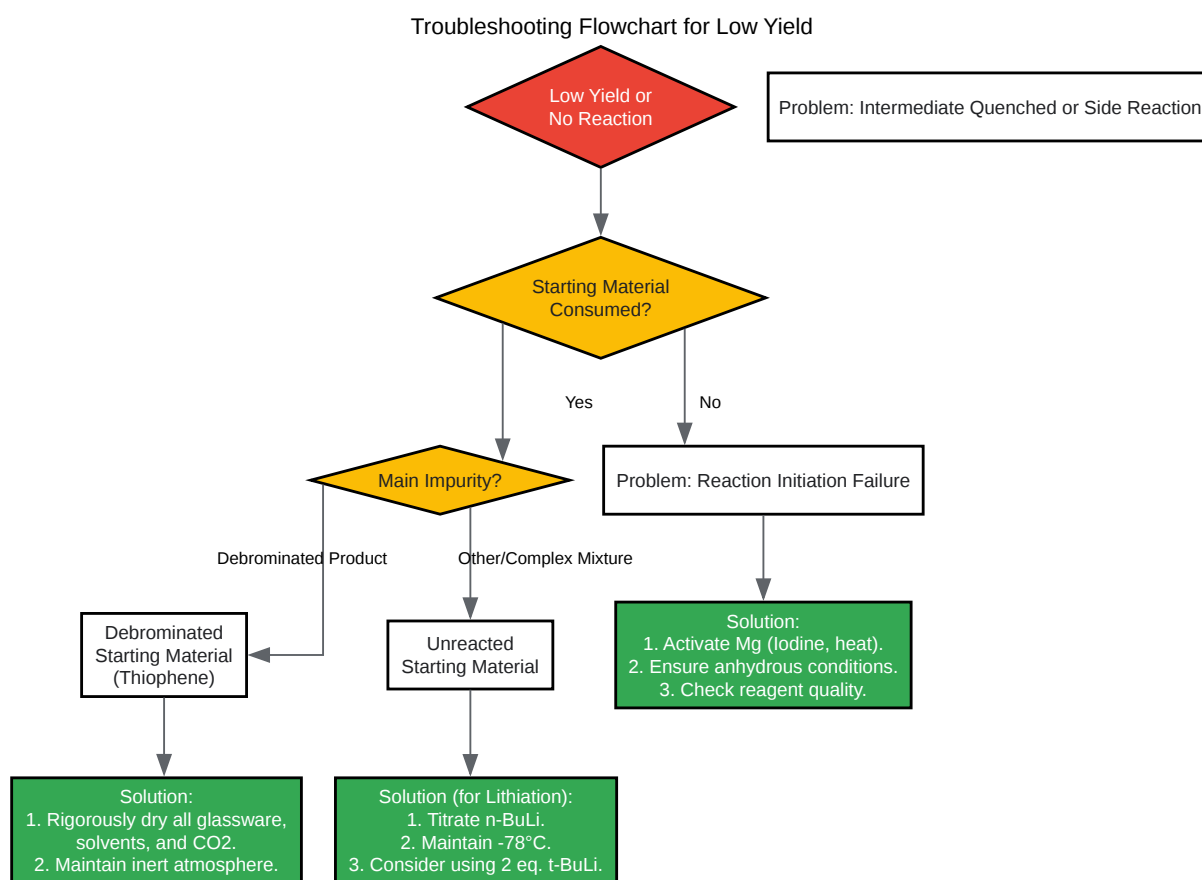 Troubleshooting Flowchart for Low Yield
Low Yield or
No Reaction
Problem: Intermediate Quenched or Side Reaction
Starting Material
Consumed?
Yes
No
Main Impurity?
Problem: Reaction Initiation Failure
Debrominated Product
Other/Complex Mixture
Debrominated
Starting Material
(Thiophene)
Unreacted
Starting Material
Solution:
1. Activate Mg (Iodine, heat).
2. Ensure anhydrous conditions.
3. Check reagent quality.
Solution:
1. Rigorously dry all glassware,
solvents, and CO2.
2. Maintain inert atmosphere.
Solution (for Lithiation):
1. Titrate n-BuLi.
2. Maintain -78°C.
3. Consider using 2 eq. t-BuLi.